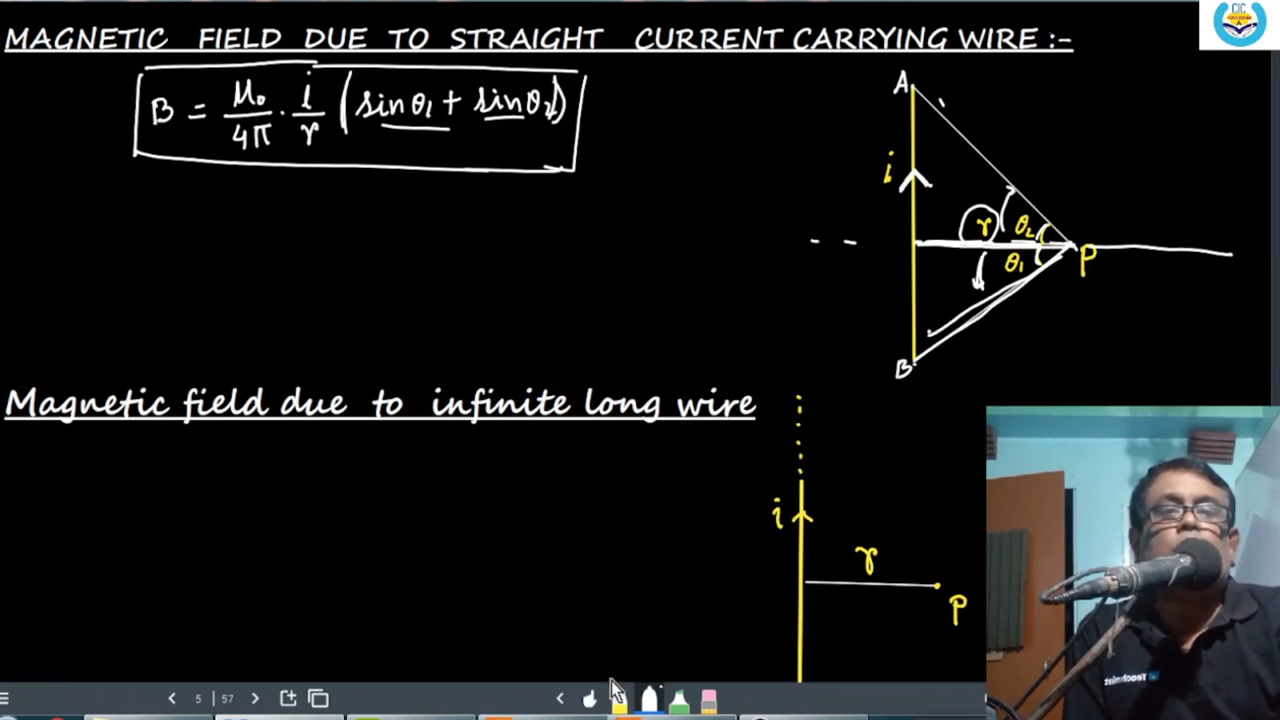 MAGNETIC FIELD DUE TO STRAIGHT CURRENT CARRYING WIRE :-
CIC
B = μ₀/4π · i/r (sinθ₁ + sinθ₂)
A
i
r θ₂
θ₁ P
B
Magnetic field due to infinite long wire
i
r
P
5 | 57